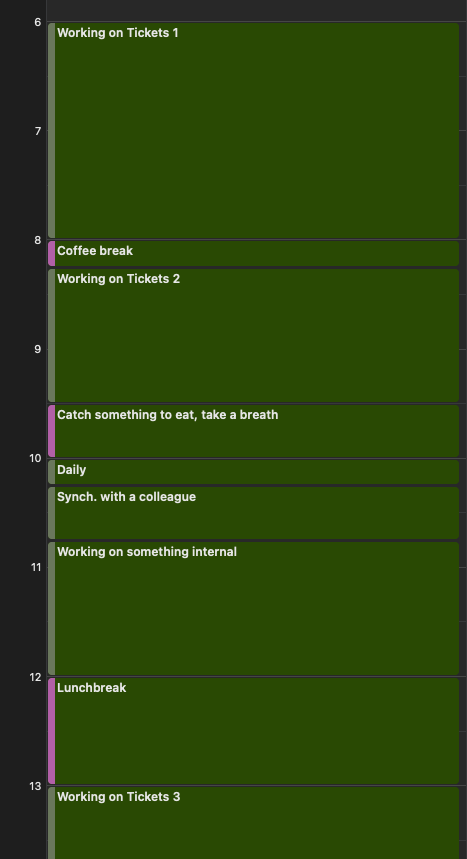 6
Working on Tickets 1
7
8
Coffee break
Working on Tickets 2
9
Catch something to eat, take a breath
10
Daily
Synch. with a colleague
Working on something internal
11
12
Lunchbreak
13
Working on Tickets 3